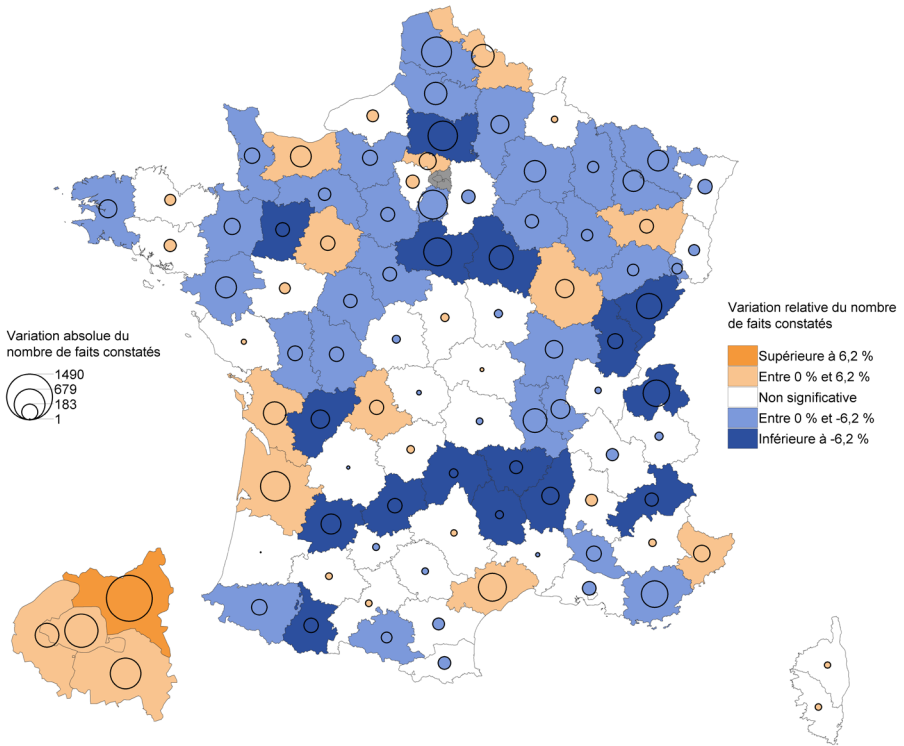 Variation relative du nombre
de faits constatés
Supérieure à 6,2 %
Entre 0 % et 6,2 %
Non significative
Entre 0 % et -6,2 %
Inférieure à -6,2 %
Variation absolue du
nombre de faits constatés
1490
679
183
1